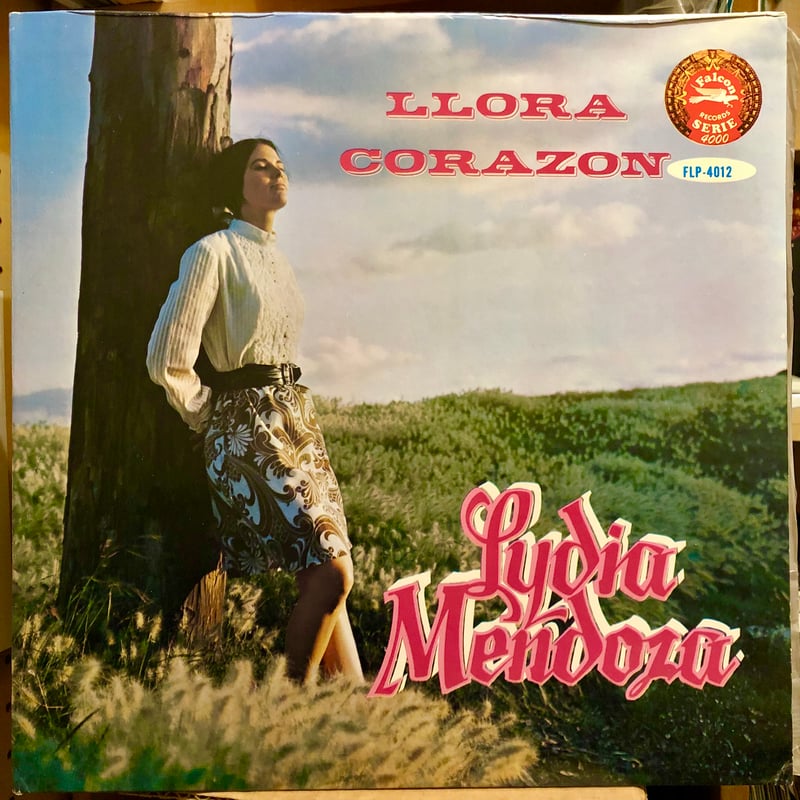 LLORA
CORAZON
Falcon
RECORDS
SERIE
4000
FLP-4012
Lydia
Mendoza